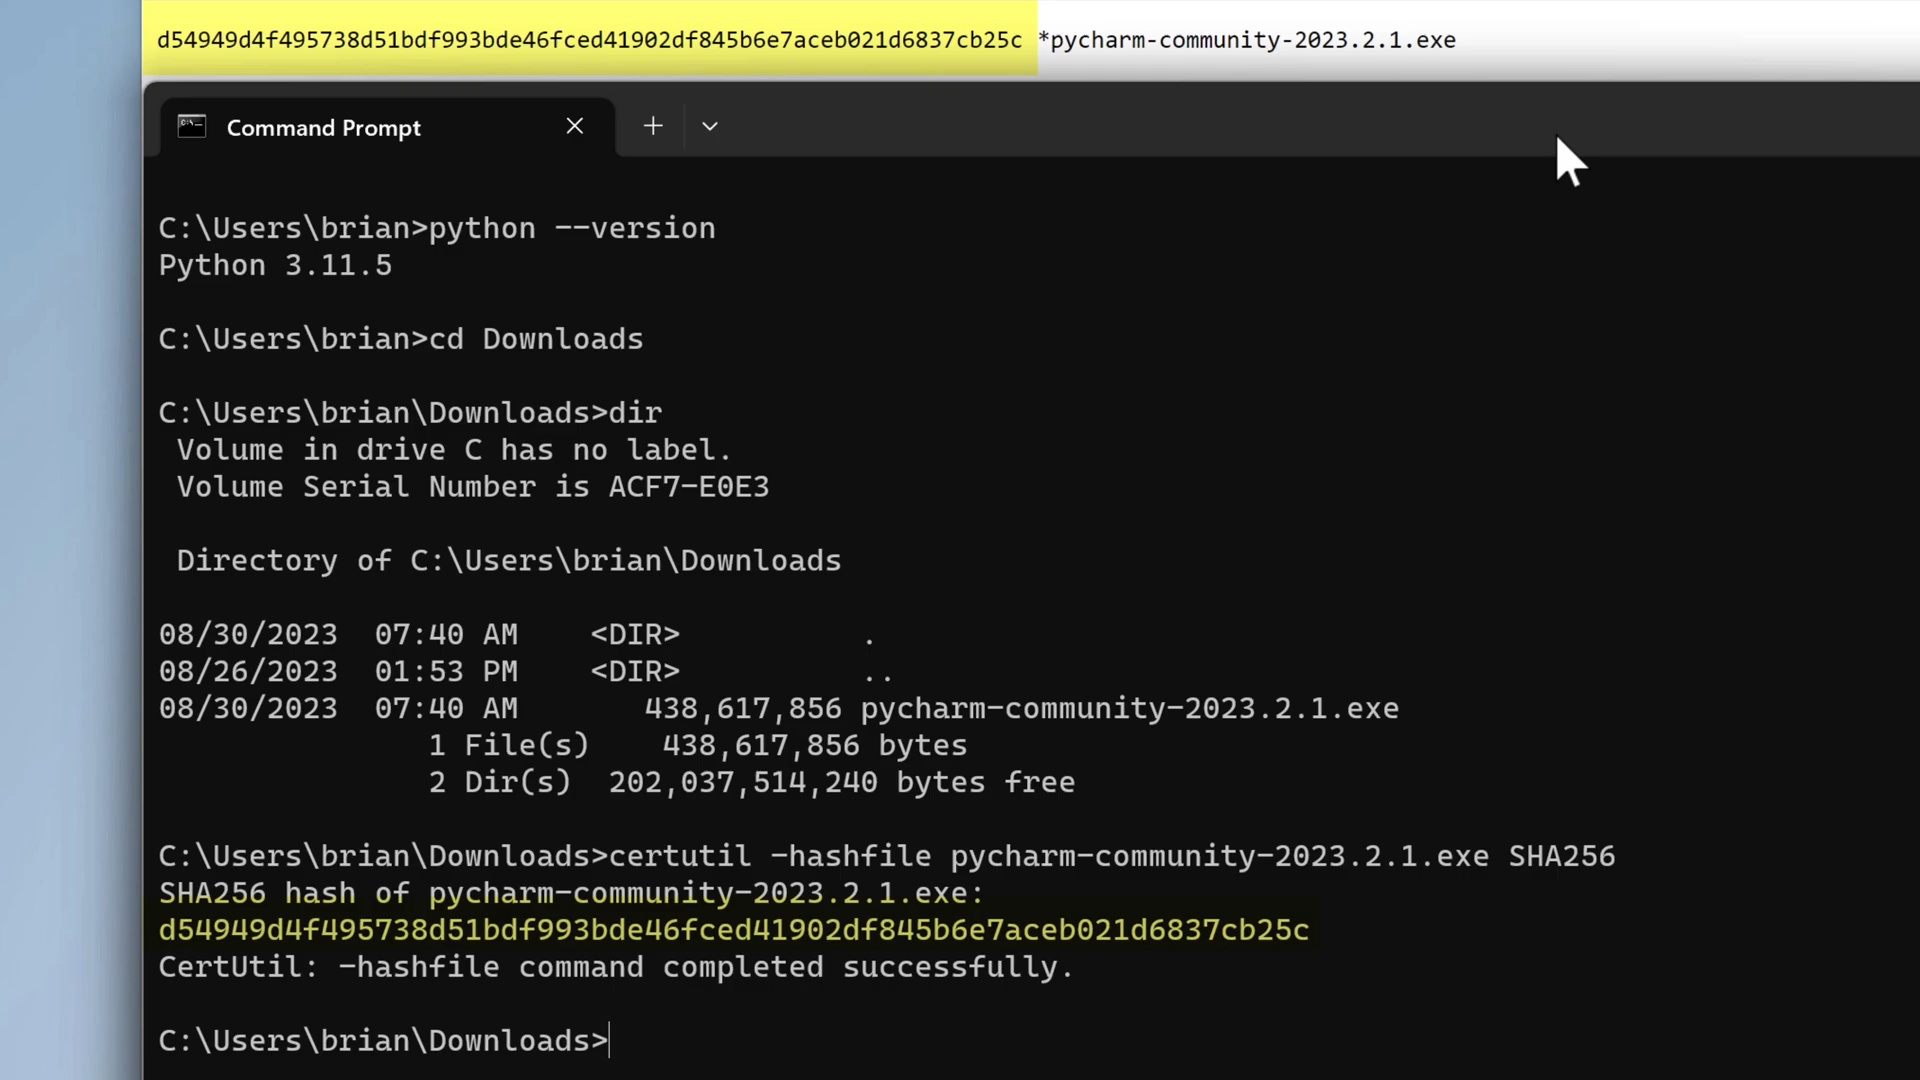 d54949d4f495738d51bdf993bde46fced41902df845b6e7aceb021d6837cb25c *pycharm-community-2023.2.1.exe
Command Prompt
C:\Users\brian>python --version
Python 3.11.5
C:\Users\brian>cd Downloads
C:\Users\brian\Downloads>dir
Volume in drive C has no label.
Volume Serial Number is ACF7-E0E3
Directory of C:\Users\brian\Downloads
08/30/2023  07:40 AM    <DIR>          .
08/26/2023  01:53 PM    <DIR>          ..
08/30/2023  07:40 AM       438,617,856 pycharm-community-2023.2.1.exe
1 File(s)    438,617,856 bytes
2 Dir(s)  202,037,514,240 bytes free
C:\Users\brian\Downloads>certutil -hashfile pycharm-community-2023.2.1.exe SHA256
SHA256 hash of pycharm-community-2023.2.1.exe:
d54949d4f495738d51bdf993bde46fced41902df845b6e7aceb021d6837cb25c
CertUtil: -hashfile command completed successfully.
C:\Users\brian\Downloads>